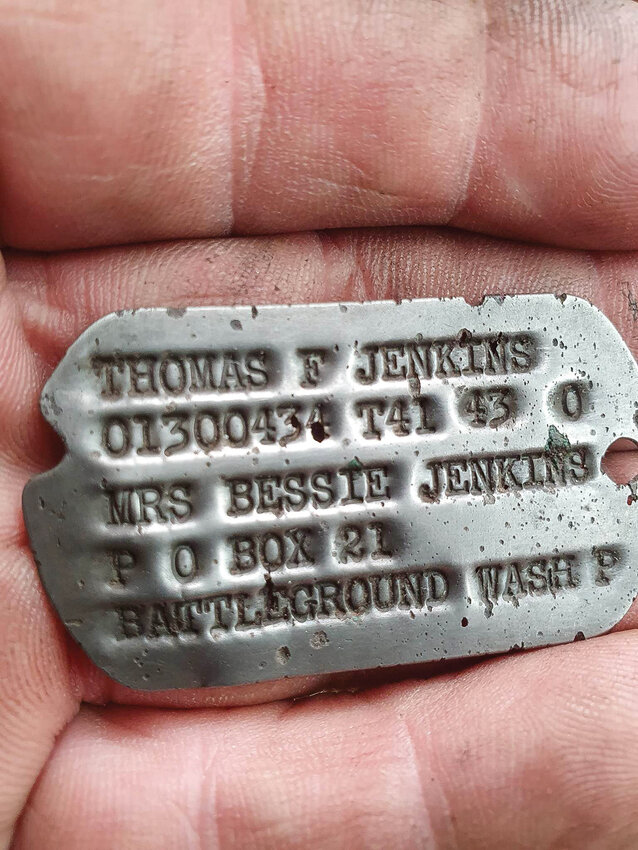 THOMAS F JENKINS
01300434 T41 43 O
MRS BESSIE JENKINS
P O BOX 21
BATTLEGROUND WASH P